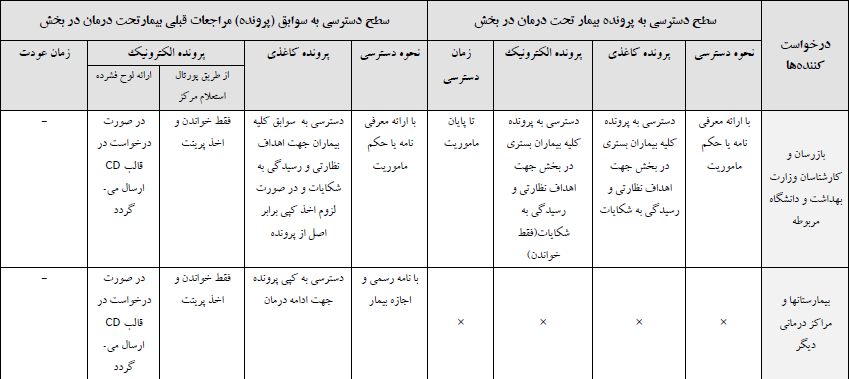 درخواست
کننده‌ها
سطح دسترسی به پرونده بیمار تحت درمان در بخش
سطح دسترسی به سوابق (پرونده) مراجعات قبلی بیمارتحت درمان در بخش
نحوه دسترسی
پرونده کاغذی
پرونده الکترونیک
زمان
دسترسی
نحوه دسترسی
پرونده کاغذی
پرونده الکترونیک
زمان عودت
از طریق پورتال
استعلام مرکز
ارائه لوح فشرده
بازرسان و
کارشناسان وزارت
بهداشت و دانشگاه
مربوطه
با ارائه معرفی
نامه یا حکم
ماموریت
دسترسی به پرونده
کلیه بیماران بستری
در بخش جهت
اهداف نظارتی و
رسیدگی به شکایات
دسترسی به پرونده
کلیه بیماران بستری
در بخش جهت
اهداف نظارتی و
رسیدگی به
شکایات(فقط
خواندن)
تا پایان
ماموریت
با ارائه معرفی
نامه یا حکم
ماموریت
دسترسی به سوابق کلیه
بیماران جهت اهداف
نظارتی و رسیدگی به
شکایات و در صورت
لزوم اخذ کپی برابر
اصل از پرونده
فقط خواندن و
اخذ پرینت
در صورت
درخواست در
قالب CD
ارسال می-
گردد
-
بیمارستانها و
مراکز درمانی
دیگر
×
×
×
×
با نامه رسمی و
اجازه بیمار
دسترسی به کپی پرونده
جهت ادامه درمان
فقط خواندن و
اخذ پرینت
در صورت
درخواست در
قالب CD
ارسال می-
گردد
-